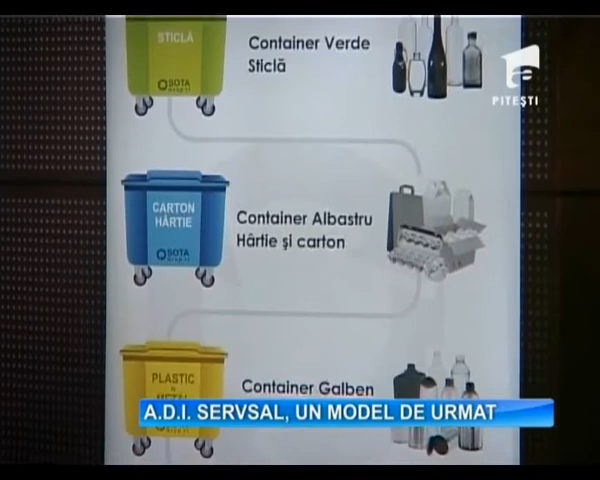 STICLĂ
SOTA
Container Verde
Sticlă
PITEȘTI
CARTON
HÂRTIE
SOTA
Container Albastru
Hârtie și carton
PLASTIC
METAL
Container Galben
A.D.I. SERVSAL, UN MODEL DE URMAT